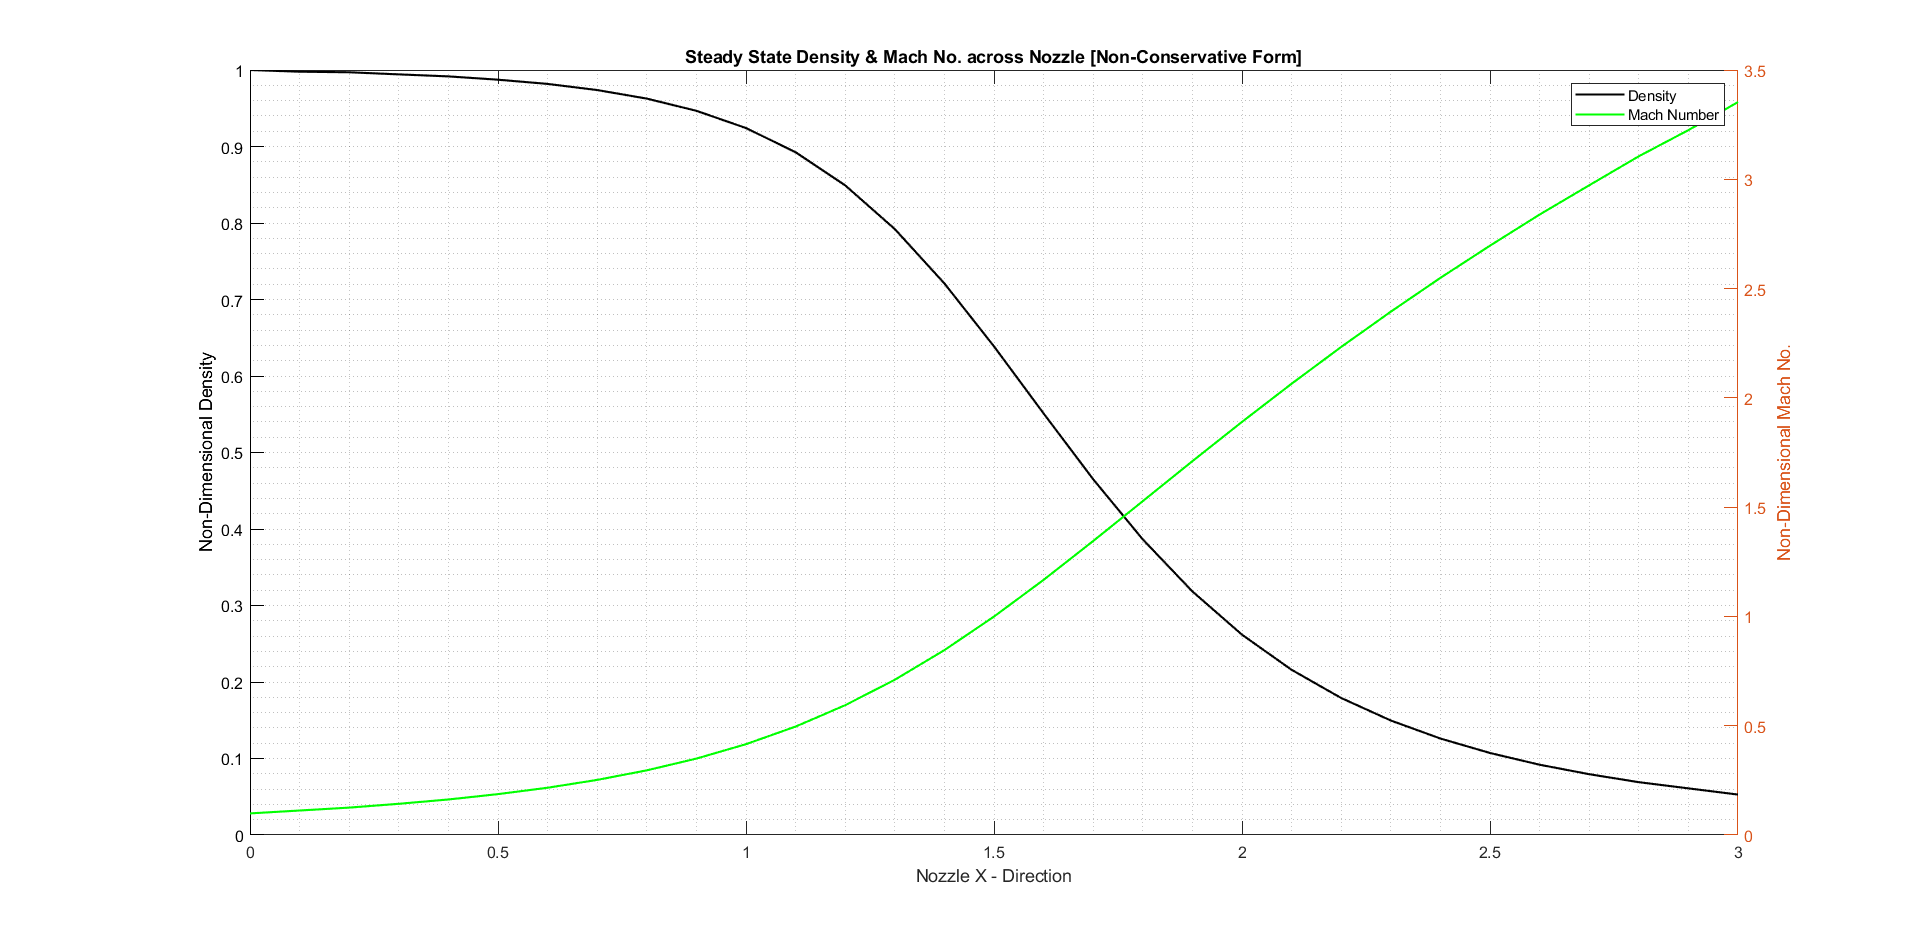 Steady State Density & Mach No. across Nozzle [Non-Conservative Form]
Density
Mach Number
Non-Dimensional Density
1
0.9
0.8
0.7
0.6
0.5
0.4
0.3
0.2
0.1
0
3.5
3
2.5
2
1.5
1
0.5
0
Non-Dimensional Mach No.
0 0.5 1 1.5 2 2.5 3
Nozzle X - Direction